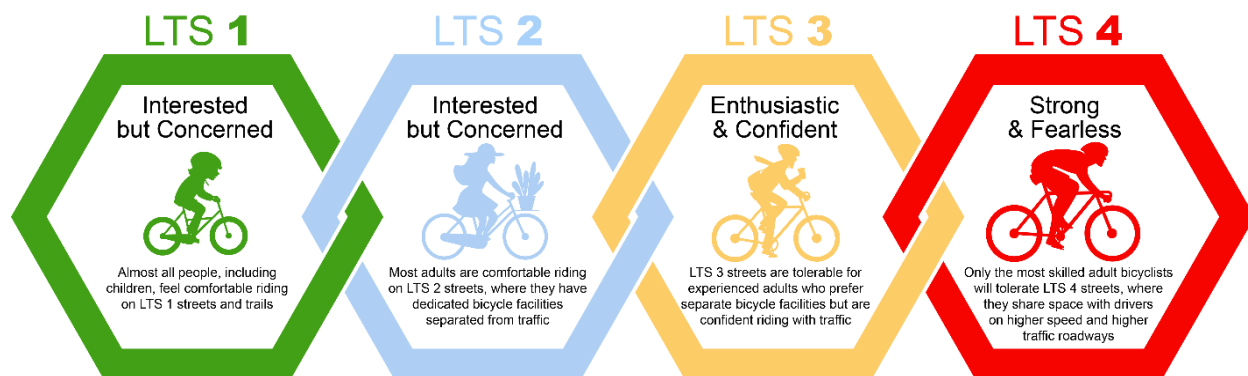 LTS 1
Interested
but Concerned
Almost all people, including
children, feel comfortable riding
on LTS 1 streets and trails
LTS 2
Interested
but Concerned
Most adults are comfortable riding
on LTS 2 streets, where they have
dedicated bicycle facilities
separated from traffic
LTS 3
Enthusiastic
& Confident
LTS 3 streets are tolerable for
experienced adults who prefer
separate bicycle facilities but are
confident riding with traffic
LTS 4
Strong
& Fearless
Only the most skilled adult bicyclists
will tolerate LTS 4 streets, where
they share space with drivers
on higher speed and higher
traffic roadways